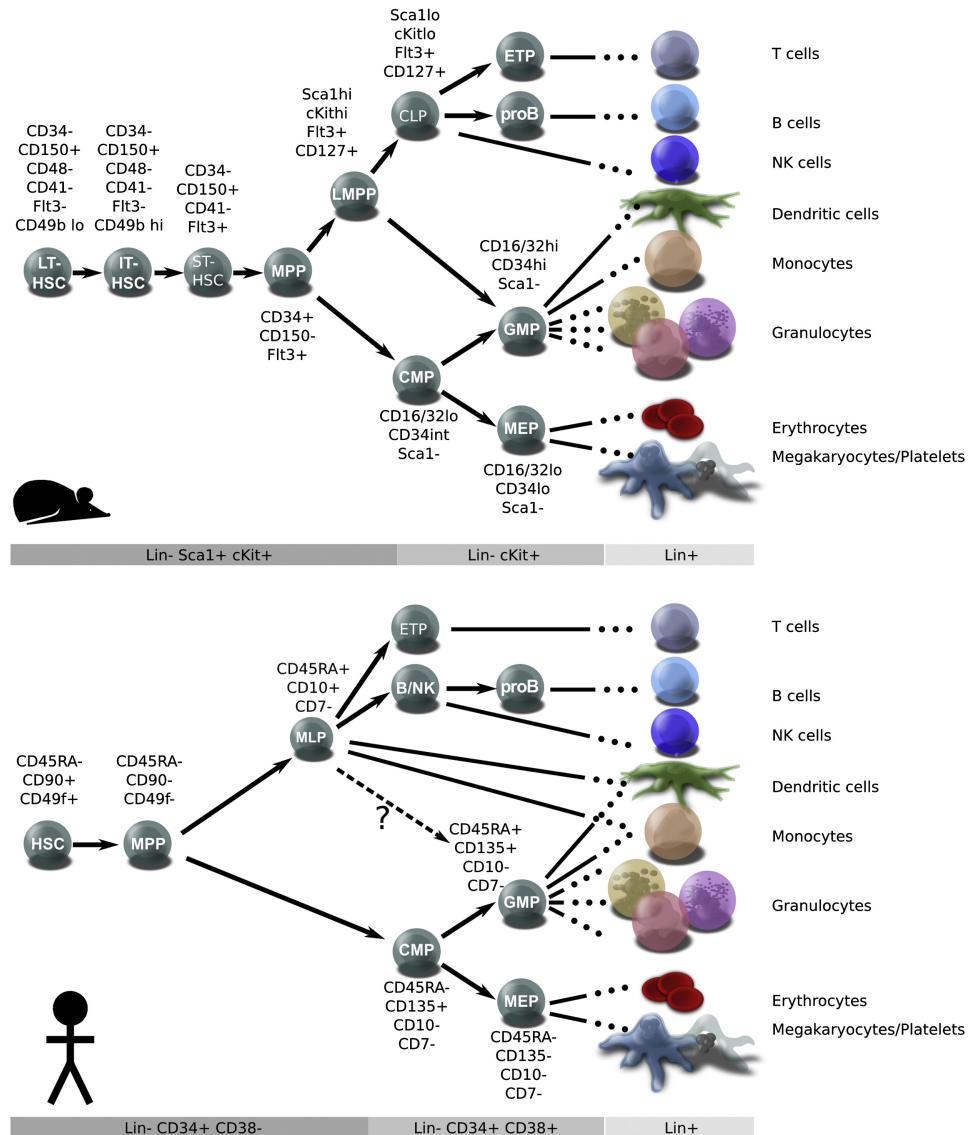 Sca1lo
cKitlo
Flt3+
CD127+
ETP
T cells
Sca1hi
cKithi
Flt3+
CD127+
CLP
proB
B cells
NK cells
CD34-
CD150+
CD48-
CD41-
Flt3-
CD49b lo
CD34-
CD150+
CD48-
CD41-
Flt3-
CD49b hi
CD34-
CD150+
CD41-
Flt3+
LMPP
Dendritic cells
LT-
HSC
IT-
HSC
ST-
HSC
MPP
CD16/32hi
CD34hi
Sca1-
Monocytes
CD34+
CD150-
Flt3+
GMP
Granulocytes
CMP
CD16/32lo
CD34int
Sca1-
MEP
CD16/32lo
CD34lo
Sca1-
Erythrocytes
Megakaryocytes/Platelets
Lin- Sca1+ cKit+
Lin- cKit+
Lin+
ETP
T cells
CD45RA+
CD10+
CD7-
B/NK
proB
B cells
MLP
NK cells
CD45RA-
CD90+
CD49f+
CD45RA-
CD90-
CD49f-
Dendritic cells
HSC
MPP
?
CD45RA+
CD135+
CD10-
CD7-
Monocytes
GMP
Granulocytes
CMP
CD45RA-
CD135+
CD10-
CD7-
MEP
CD45RA-
CD135-
CD10-
CD7-
Erythrocytes
Megakaryocytes/Platelets
Lin- CD34+ CD38-
Lin- CD34+ CD38+
Lin+